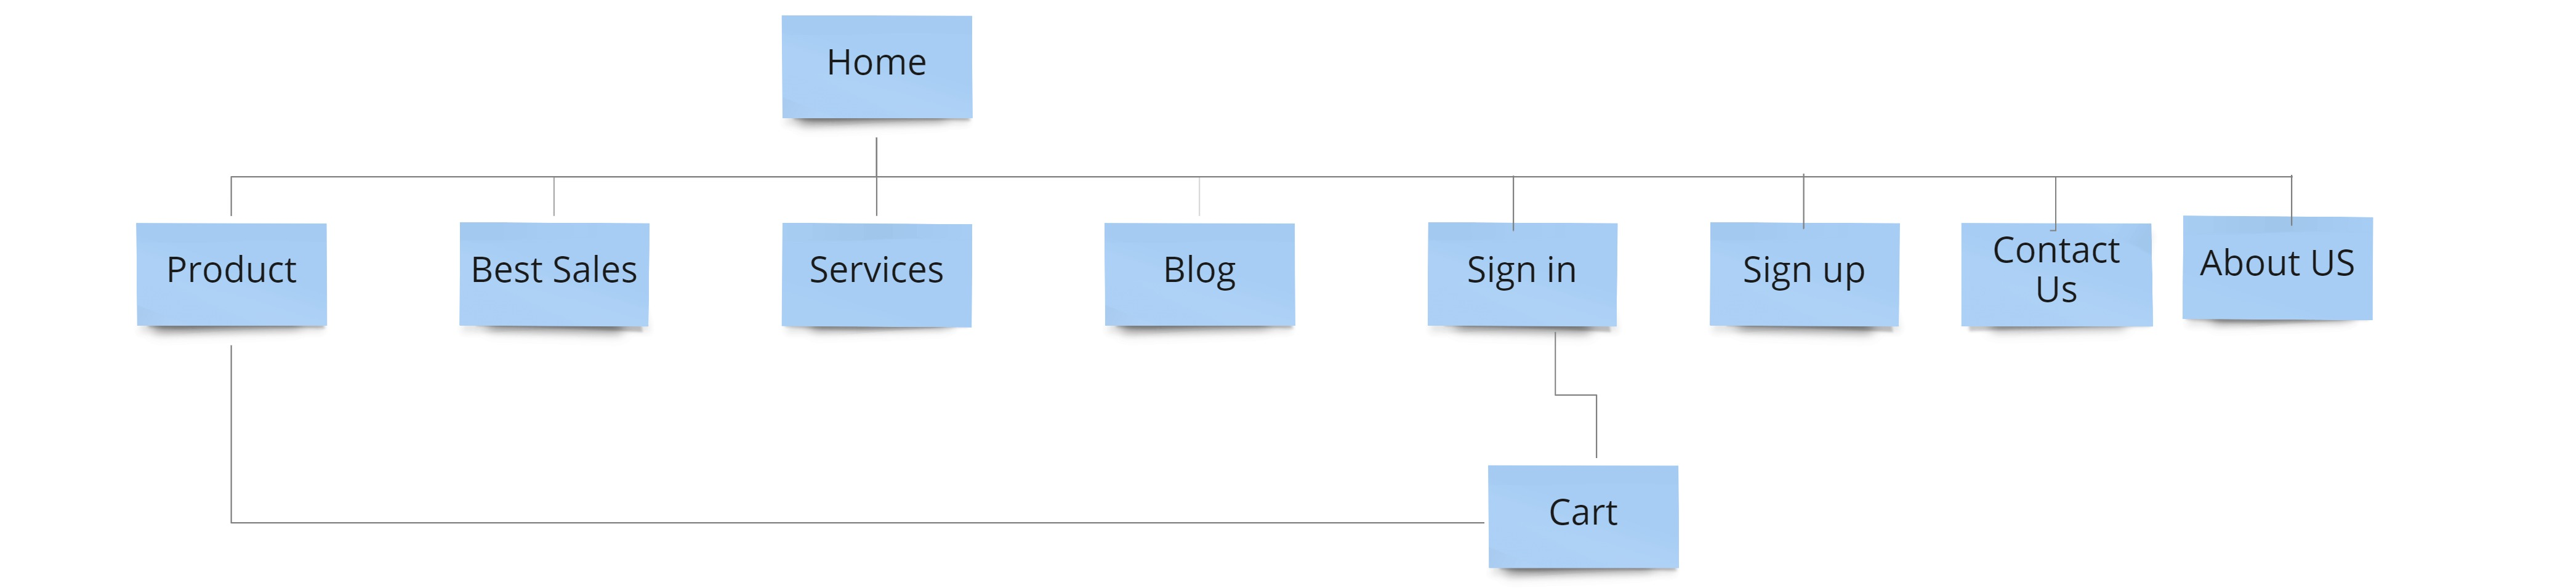 Home
Product
Best Sales
Services
Blog
Sign in
Sign up
Contact
Us
About US
Cart